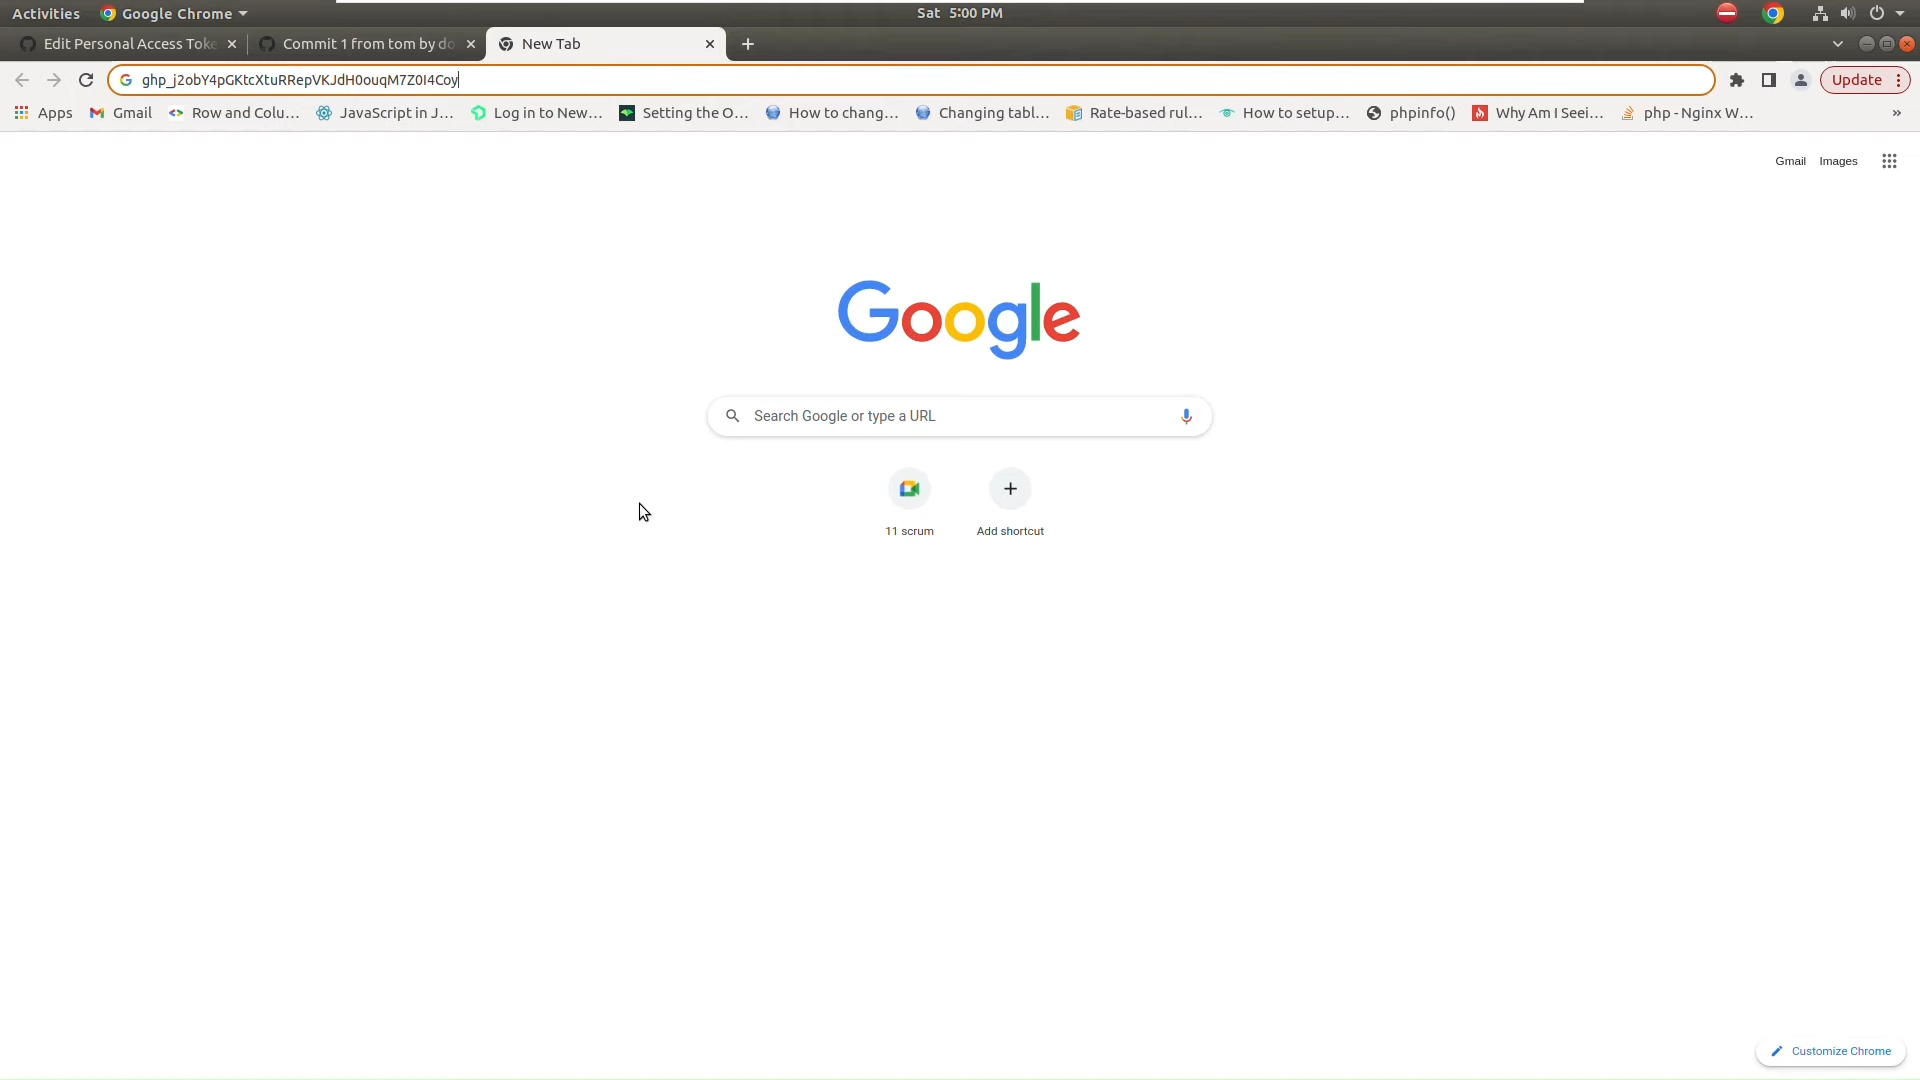 Activities Google Chrome Sat 5:00 PM
Edit Personal Access Toke Commit 1 from tom by do New Tab
Update
Apps Gmail Row and Colu... JavaScript in J... Log in to New... Setting the O... How to chang... Changing tabl... Rate-based rul... How to setup... phpinfo() Why Am I Seei... php - Nginx W... »
Gmail Images
Google
Search Google or type a URL
11 scrum Add shortcut
Customize Chrome